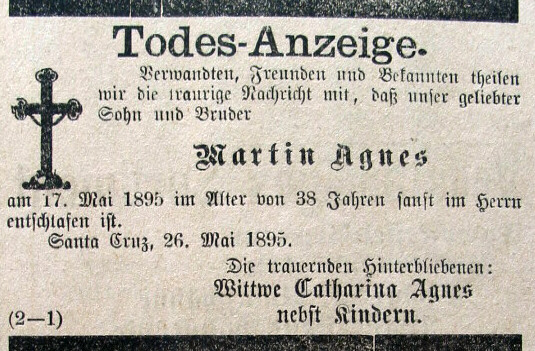 Todes-Anzeige.
Verwandten, Freunden und Bekannten theilen
wir die traurige Nachricht mit, daß unser geliebter
Sohn und Bruder
Martin Agnes
am 17. Mai 1895 im Alter von 38 Jahren sanft im Herrn
entschlafen ist.
Santa Cruz, 26. Mai 1895.
Die trauernden Hinterbliebenen:
Wittwe Catharina Agnes
nebst Kindern.
(2—1)